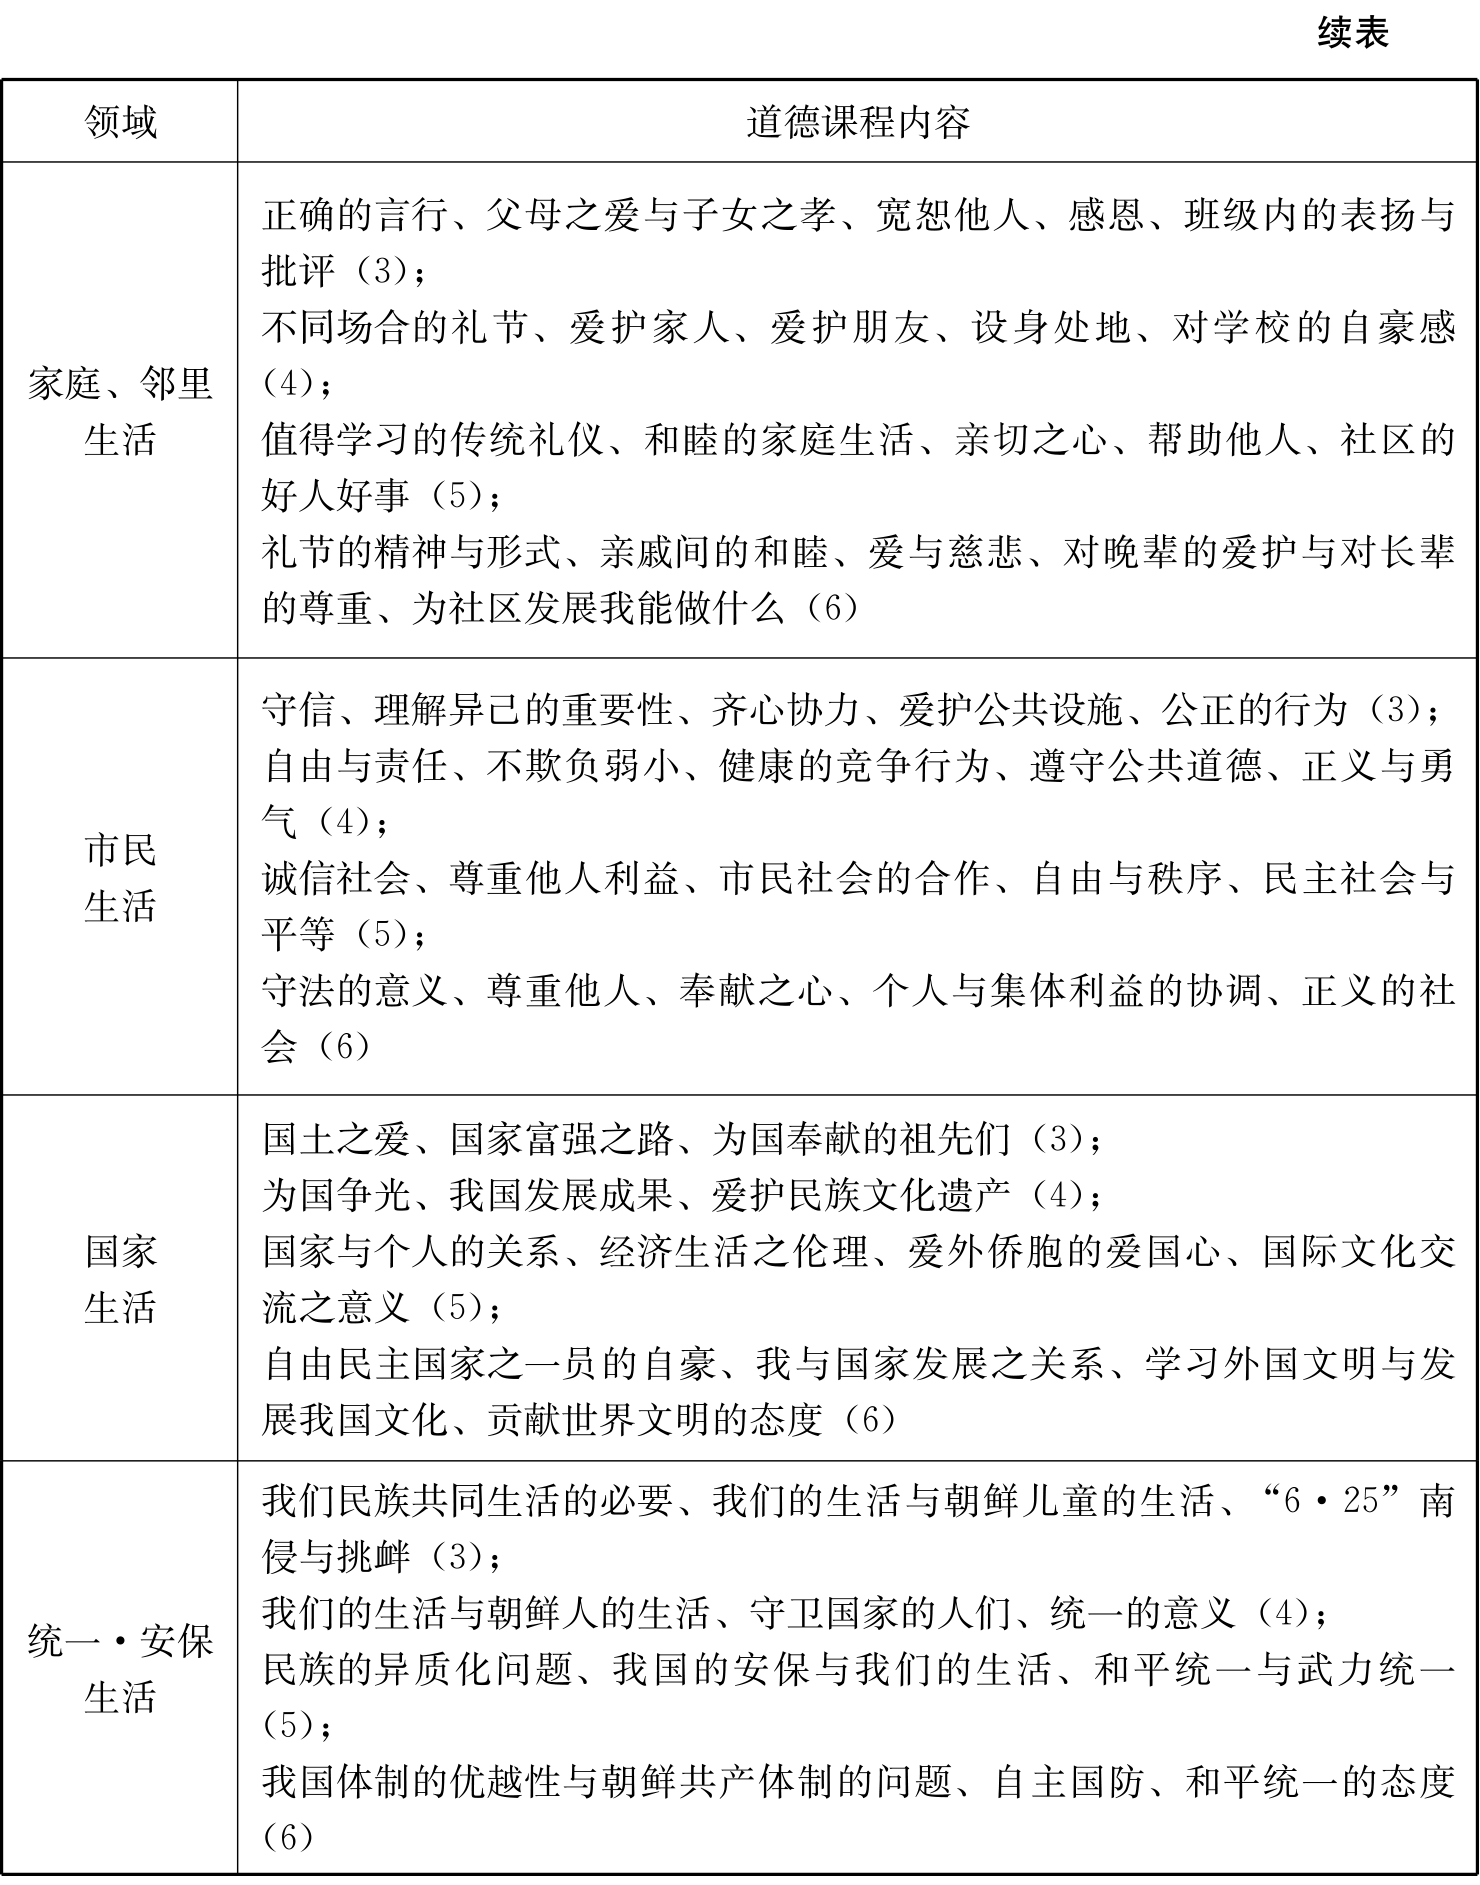 续表
领域
道德课程内容
家庭、邻里
生活
正确的言行、父母之爱与子女之孝、宽恕他人、感恩、班级内的表扬与
批评（3）；
不同场合的礼节、爱护家人、爱护朋友、设身处地、对学校的自豪感
（4）；
值得学习的传统礼仪、和睦的家庭生活、亲切之心、帮助他人、社区的
好人好事（5）；
礼节的精神与形式、亲戚间的和睦、爱与慈悲、对晚辈的爱护与对长辈
的尊重、为社区发展我能做什么（6）
市民
生活
守信、理解异己的重要性、齐心协力、爱护公共设施、公正的行为（3）；
自由与责任、不欺负弱小、健康的竞争行为、遵守公共道德、正义与勇
气（4）；
诚信社会、尊重他人利益、市民社会的合作、自由与秩序、民主社会与
平等（5）；
守法的意义、尊重他人、奉献之心、个人与集体利益的协调、正义的社
会（6）
国家
生活
国土之爱、国家富强之路、为国奉献的祖先们（3）；
为国争光、我国发展成果、爱护民族文化遗产（4）；
国家与个人的关系、经济生活之伦理、爱外侨胞的爱国心、国际文化交
流之意义（5）；
自由民主国家之一员的自豪、我与国家发展之关系、学习外国文明与发
展我国文化、贡献世界文明的态度（6）
统一·安保
生活
我们民族共同生活的必要、我们的生活与朝鲜儿童的生活、“6·25”南
侵与挑衅（3）；
我们的生活与朝鲜人的生活、守卫国家的人们、统一的意义（4）；
民族的异质化问题、我国的安保与我们的生活、和平统一与武力统一
（5）；
我国体制的优越性与朝鲜共产体制的问题、自主国防、和平统一的态度
（6）